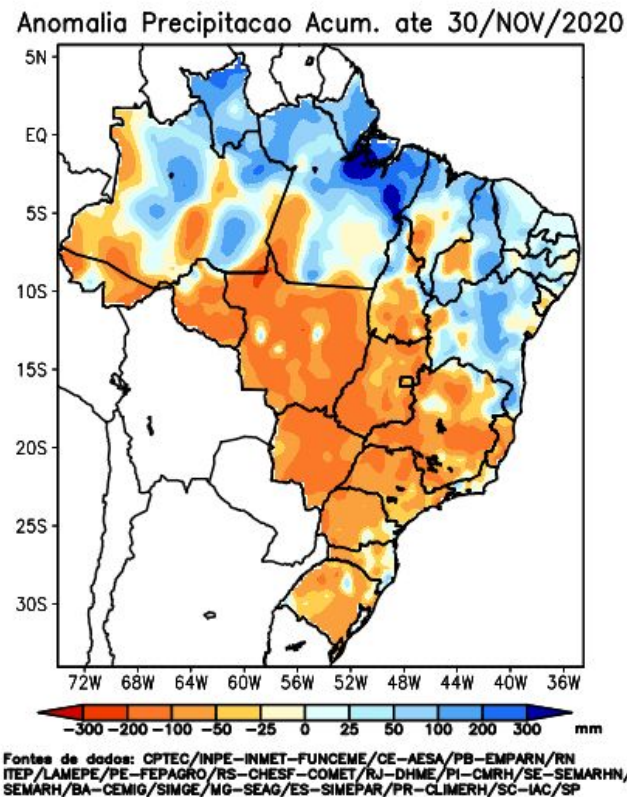 Anomalia Precipitacao Acum. ate 30/NOV/2020
5N
EQ
5S
10S
15S
20S
25S
30S
72W 68W 64W 60W 56W 52W 48W 44W 40W 36W
−300 −200 −100 −50 −25 0 25 50 100 200 300 mm
Fontes de dados: CPTEC/INPE-INMET-FUNCEME/CE-AESA/PB-EMPARN/RN
ITEP/LAMEPE/PE-FEPAGRO/RS-CHESF-COMET/RJ-DHME/PI-CMRH/SE-SEMARHN/
SEMARH/BA-CEMIG/SIMGE/MG-SEAG/ES-SIMEPAR/PR-CLIMERH/SC-IAC/SP